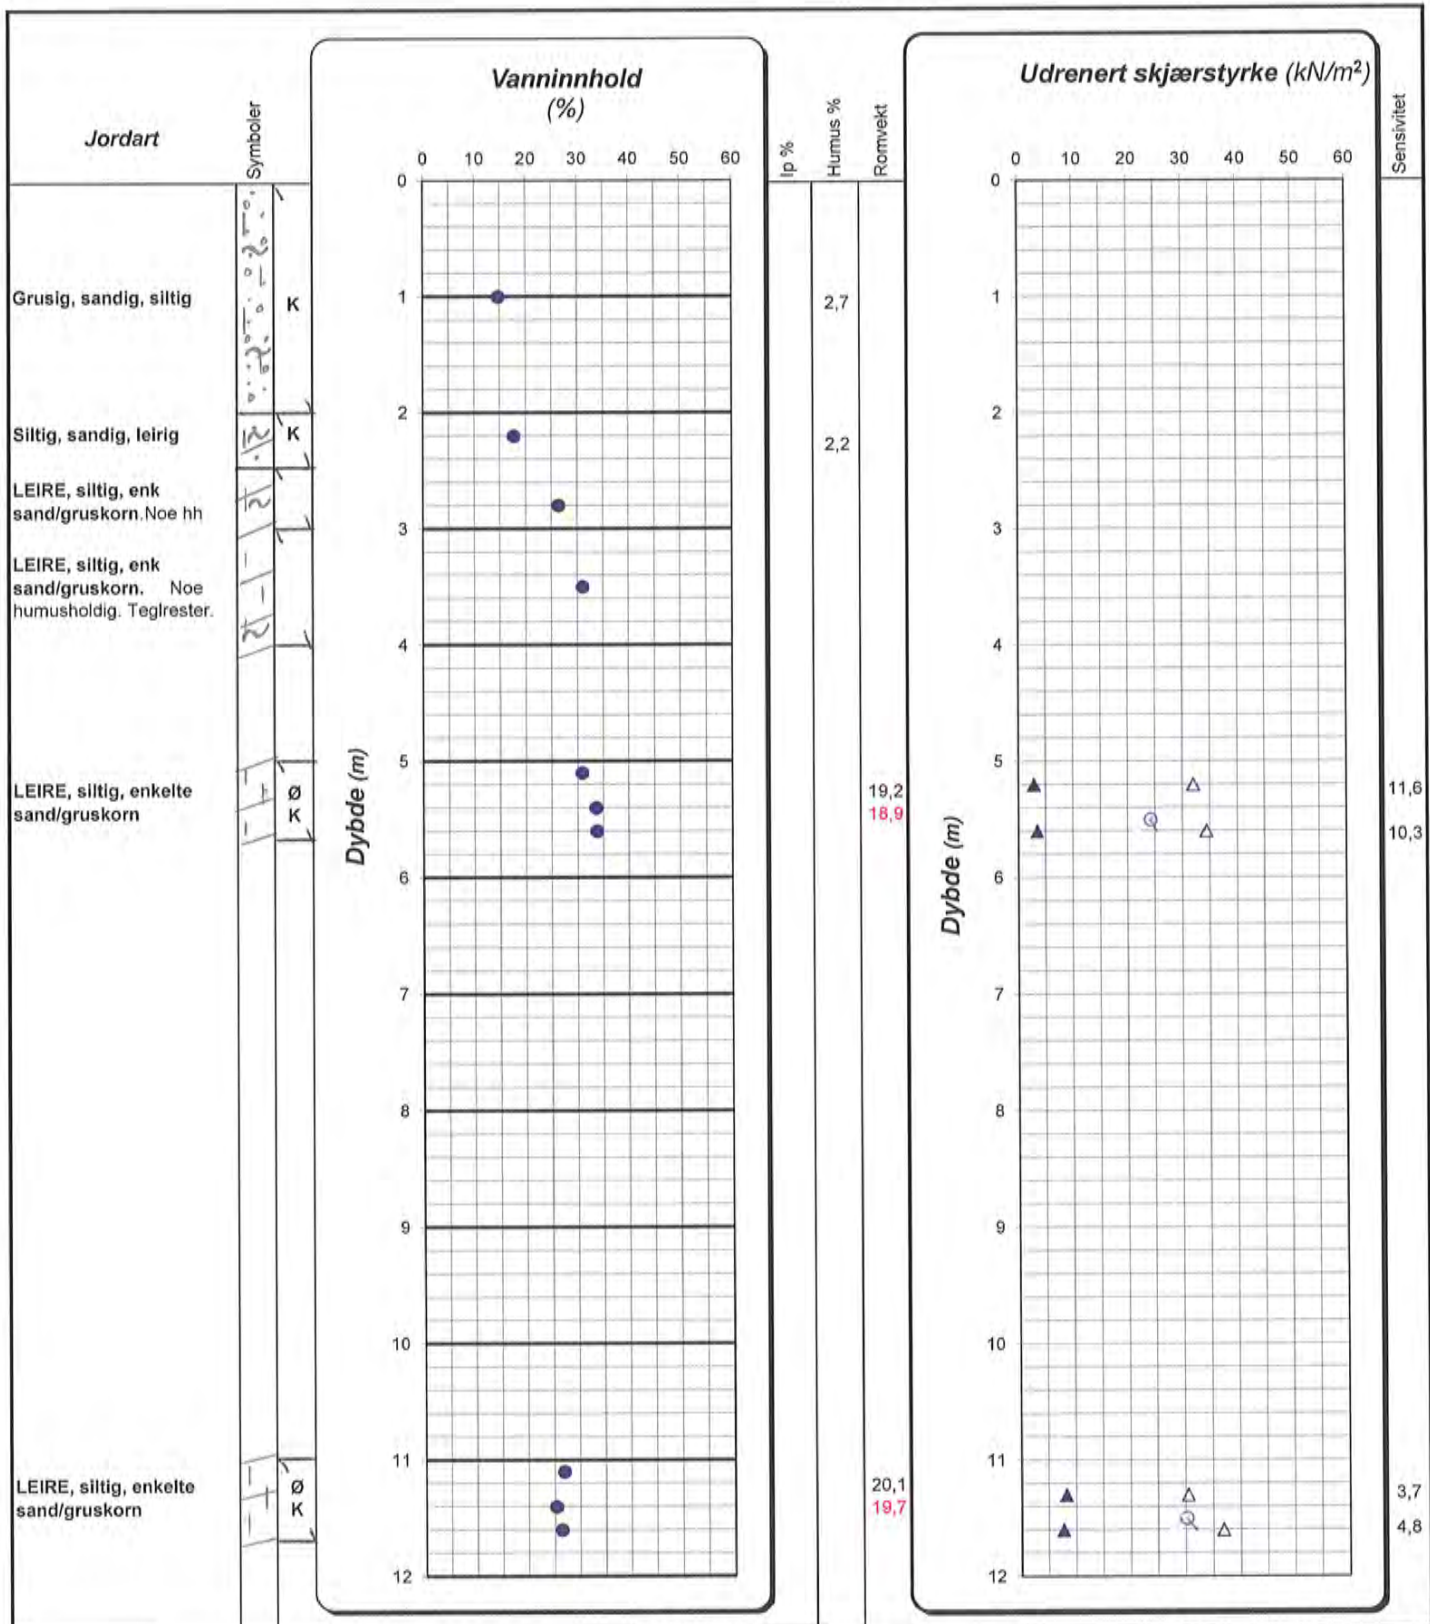 Jordart
Symboler
Vanninnhold
(%)
Ip %
Humus %
Romvekt
Udrenert skjærstyrke (kN/m²)
Sensivitet
0 10 20 30 40 50 60
0 10 20 30 40 50 60
0
0
Grusig, sandig, siltig
K
1
2,7
1
2
2
Siltig, sandig, leirig
K
2,2
LEIRE, siltig, enk
sand/gruskorn.Noe hh
3
3
LEIRE, siltig, enk
sand/gruskorn. Noe
humusholdig. Teglrester.
4
4
Dybde (m)
5
5
LEIRE, siltig, enkelte
sand/gruskorn
Ø
K
19,2
18,9
11,6
10,3
6
6
Dybde (m)
7
7
8
8
9
9
10
10
11
11
LEIRE, siltig, enkelte
sand/gruskorn
Ø
K
20,1
19,7
3,7
4,8
12
12